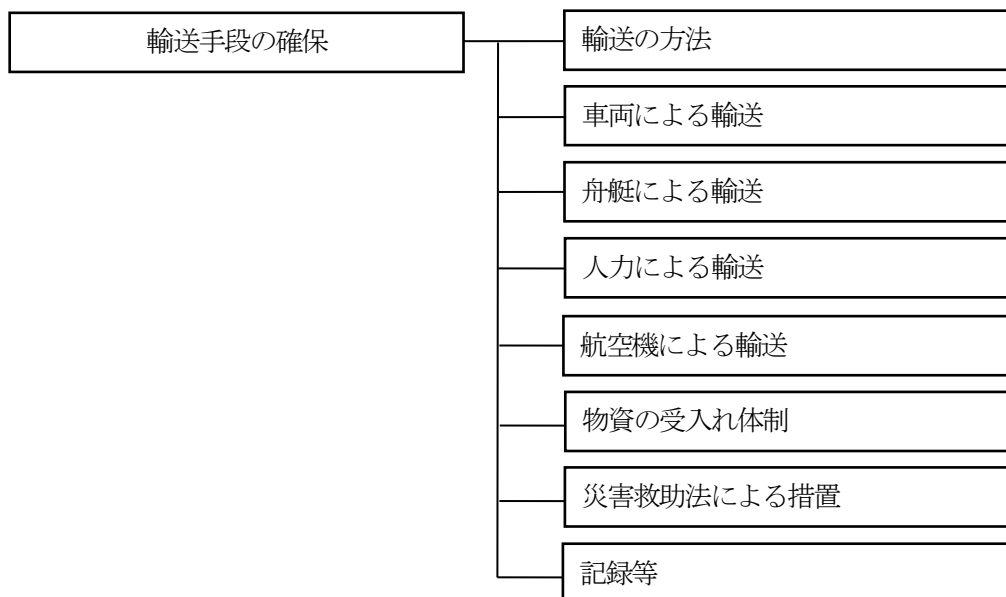 輸送手段の確保
輸送の方法
車両による輸送
舟艇による輸送
人力による輸送
航空機による輸送
物資の受入れ体制
災害救助法による措置
記録等